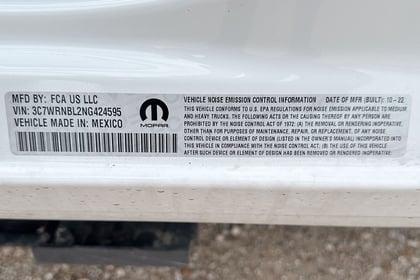 MFD BY: FCA US LLC
VIN: 3C7WRNBL2NG424595
VEHICLE MADE IN: MEXICO
MOPAR
VEHICLE NOISE EMISSION CONTROL INFORMATION DATE OF MFR (BUILT): 10 - 22
THIS VEHICLE CONFORMS TO U.S. EPA REGULATIONS FOR NOISE EMISSION APPLICABLE TO MEDIUM
AND HEAVY TRUCKS. THE FOLLOWING ACTS OR THE CAUSING THEREOF BY ANY PERSON ARE
PROHIBITED BY THE NOISE CONTROL ACT OF 1972: (A) THE REMOVAL OR RENDERING INOPERATIVE, OTHER THAN FOR
PURPOSES OF MAINTENANCE, REPAIR, OR REPLACEMENT, OF ANY NOISE CONTROL DEVICE
OR ELEMENT OF DESIGN (LISTED IN THE OWNER'S MANUAL) INCORPORATED INTO
THIS VEHICLE IN COMPLIANCE WITH THE NOISE CONTROL ACT; (B) THE USE OF THIS VEHICLE AFTER
SUCH DEVICE OR ELEMENT OF DESIGN HAS BEEN REMOVED OR RENDERED INOPERATIVE.